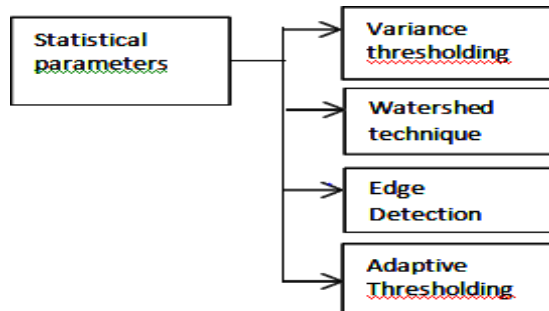 Statistical
parameters
Variance
thresholding
Watershed
technique
Edge
Detection
Adaptive
Thresholding